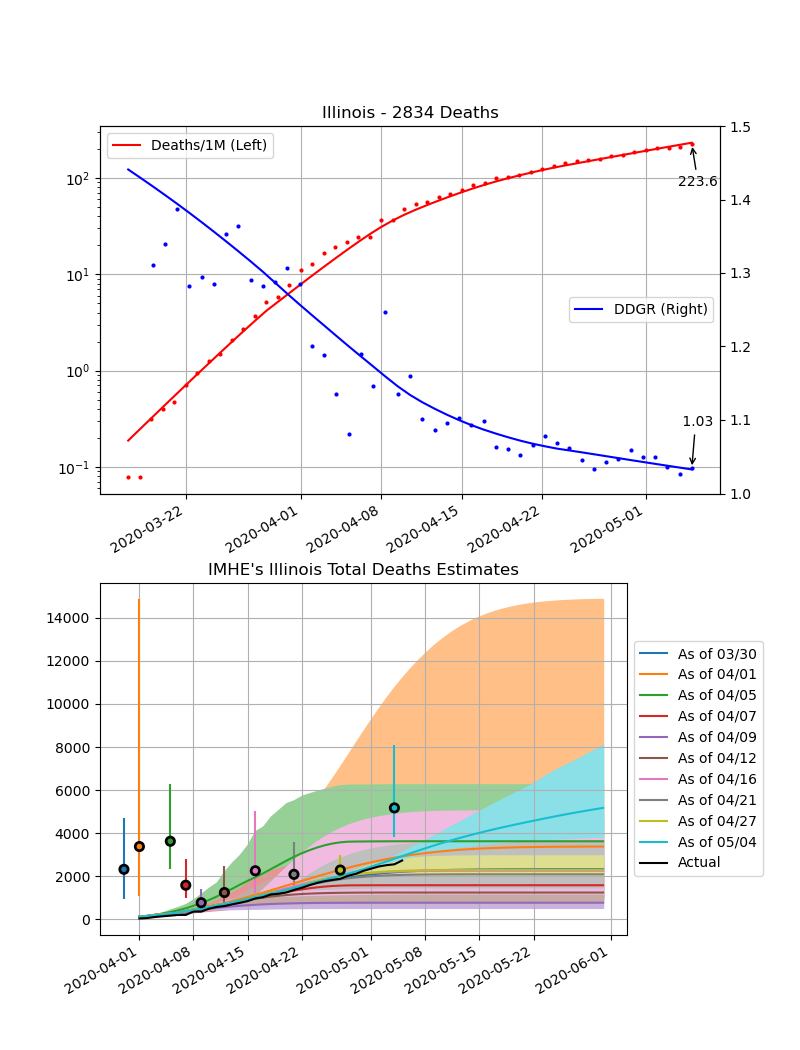 Illinois - 2834 Deaths
Deaths/1M (Left)
DDGR (Right)
223.6
1.03
10²
10¹
10⁰
10⁻¹
1.5
1.4
1.3
1.2
1.1
1.0
2020-03-22
2020-04-01
2020-04-08
2020-04-15
2020-04-22
2020-05-01
IMHE's Illinois Total Deaths Estimates
14000
12000
10000
8000
6000
4000
2000
0
2020-04-01
2020-04-08
2020-04-15
2020-04-22
2020-05-01
2020-05-08
2020-05-15
2020-05-22
2020-06-01
As of 03/30
As of 04/01
As of 04/05
As of 04/07
As of 04/09
As of 04/12
As of 04/16
As of 04/21
As of 04/27
As of 05/04
Actual